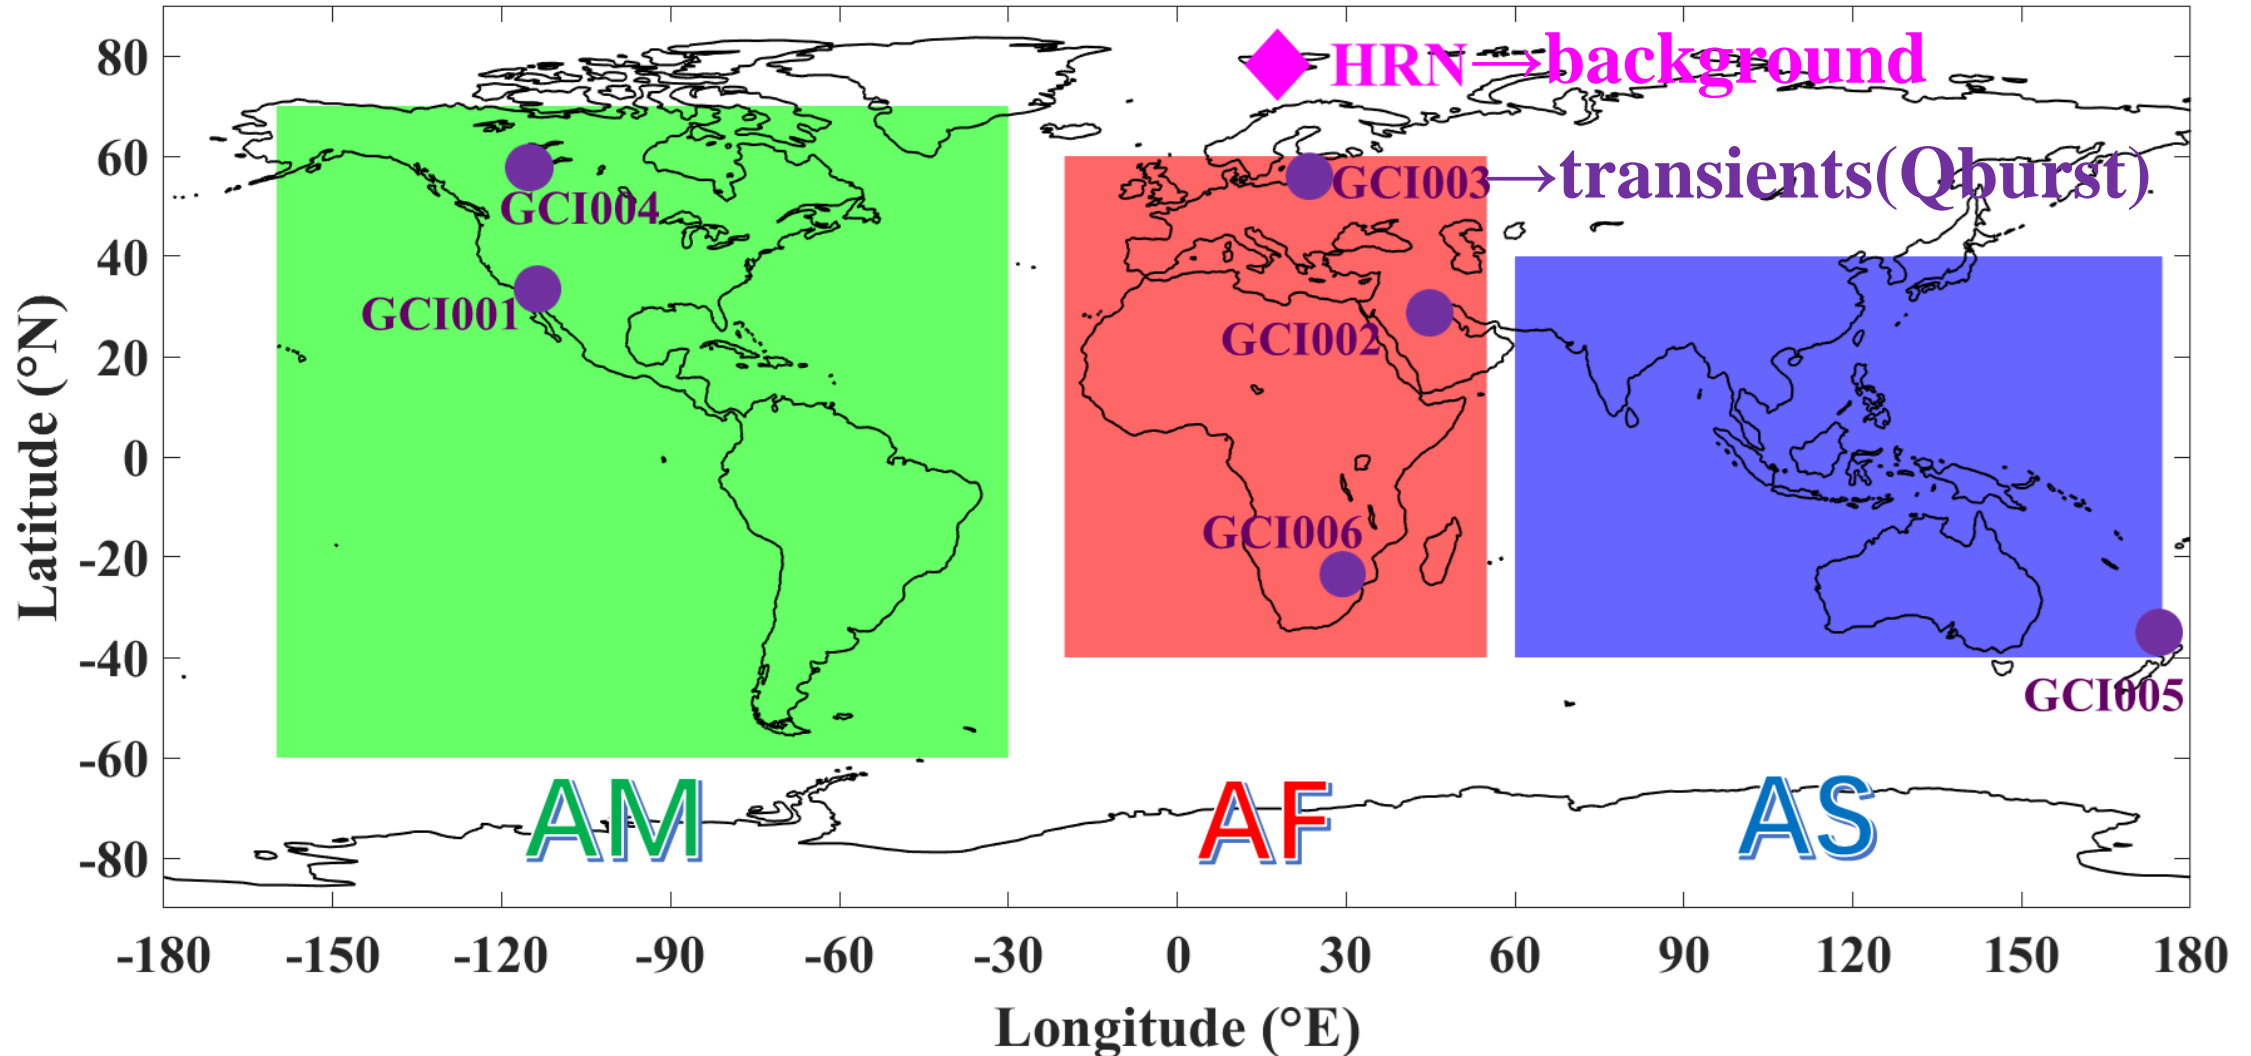 80
60
40
20
0
-20
-40
-60
-80
Latitude (°N)
HRN→background
GCI003→transients(Qburst)
GCI004
GCI001
GCI002
GCI006
GCI005
AM
AF
AS
-180 -150 -120 -90 -60 -30 0 30 60 90 120 150 180
Longitude (°E)